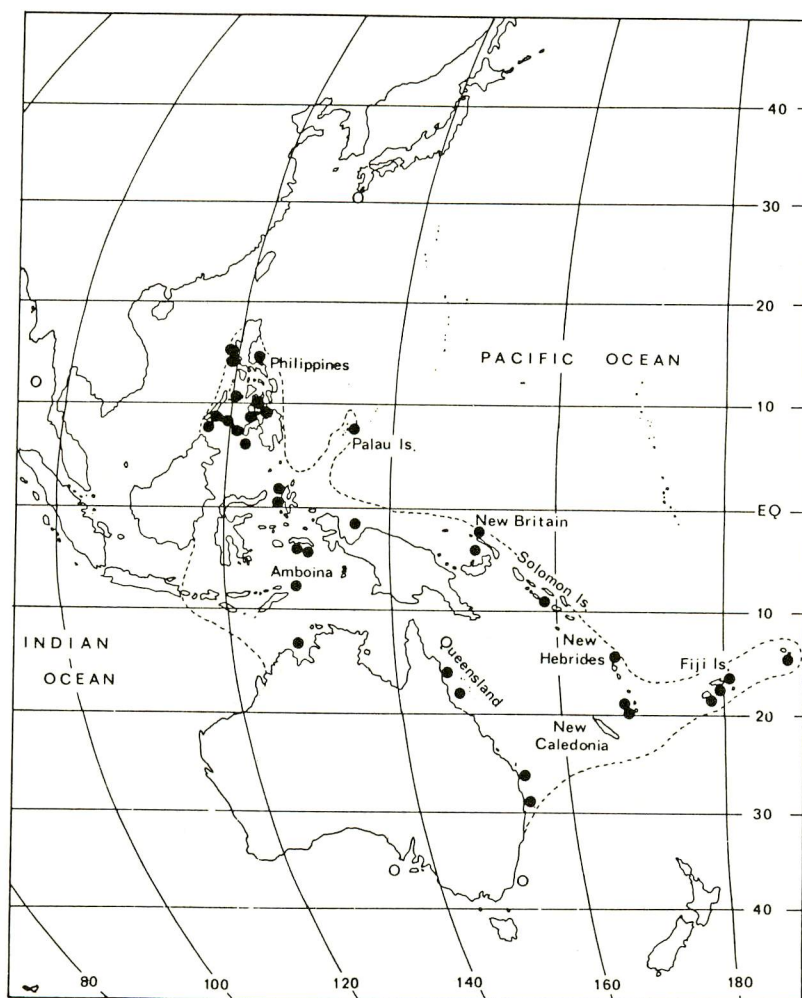 40
30
20
PACIFIC OCEAN
Philippines
10
Palau Is.
EQ
New Britain
Solomon Is
Amboina
10
INDIAN
OCEAN
Queensland
New
Hebrides
Fiji Is.
20
New
Caledonia
30
40
80
100
120
140
160
180